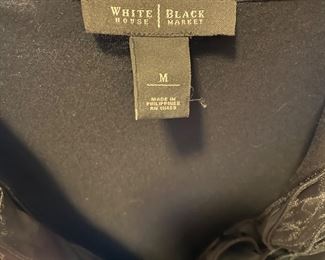 WHITE | BLACK
HOUSE | MARKET
M
MADE IN
PHILIPPINES